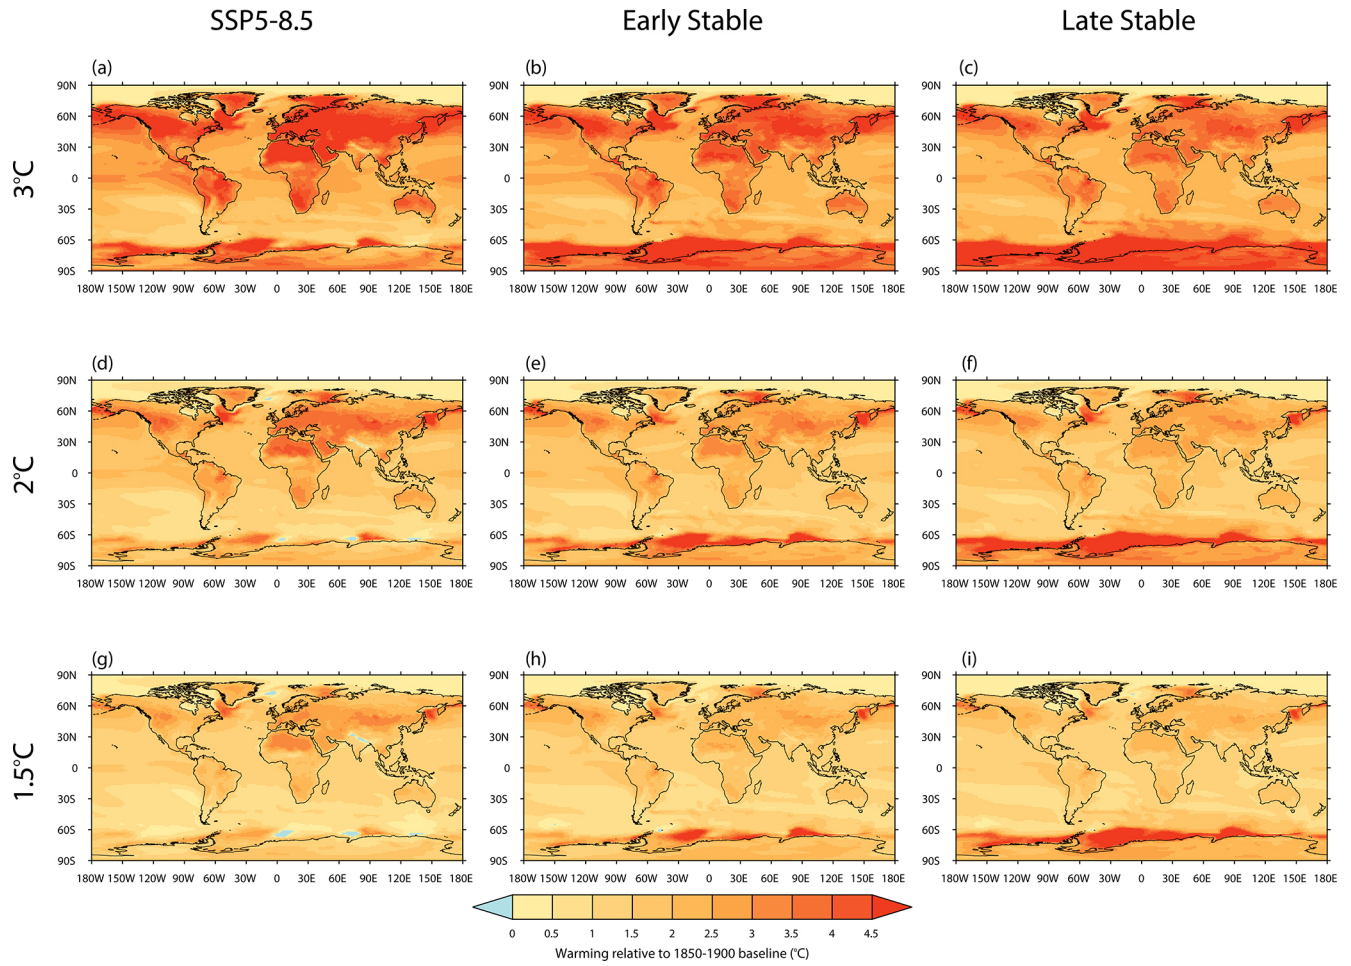 SSP5-8.5 Early Stable Late Stable
3°C
(a) (b) (c)
90N 90N 90N
60N 60N 60N
30N 30N 30N
0 0 0
30S 30S 30S
60S 60S 60S
90S 90S 90S
180W 150W 120W 90W 60W 30W 0 30E 60E 90E 120E 150E 180E 180W 150W 120W 90W 60W 30W 0 30E 60E 90E 120E 150E 180E 180W 150W 120W 90W 60W 30W 0 30E 60E 90E 120E 150E 180E
2°C
(d) (e) (f)
90N 90N 90N
60N 60N 60N
30N 30N 30N
0 0 0
30S 30S 30S
60S 60S 60S
90S 90S 90S
180W 150W 120W 90W 60W 30W 0 30E 60E 90E 120E 150E 180E 180W 150W 120W 90W 60W 30W 0 30E 60E 90E 120E 150E 180E 180W 150W 120W 90W 60W 30W 0 30E 60E 90E 120E 150E 180E
1.5°C
(g) (h) (i)
90N 90N 90N
60N 60N 60N
30N 30N 30N
0 0 0
30S 30S 30S
60S 60S 60S
90S 90S 90S
180W 150W 120W 90W 60W 30W 0 30E 60E 90E 120E 150E 180E 180W 150W 120W 90W 60W 30W 0 30E 60E 90E 120E 150E 180E 180W 150W 120W 90W 60W 30W 0 30E 60E 90E 120E 150E 180E
0 0.5 1 1.5 2 2.5 3 3.5 4 4.5
Warming relative to 1850-1900 baseline (°C)